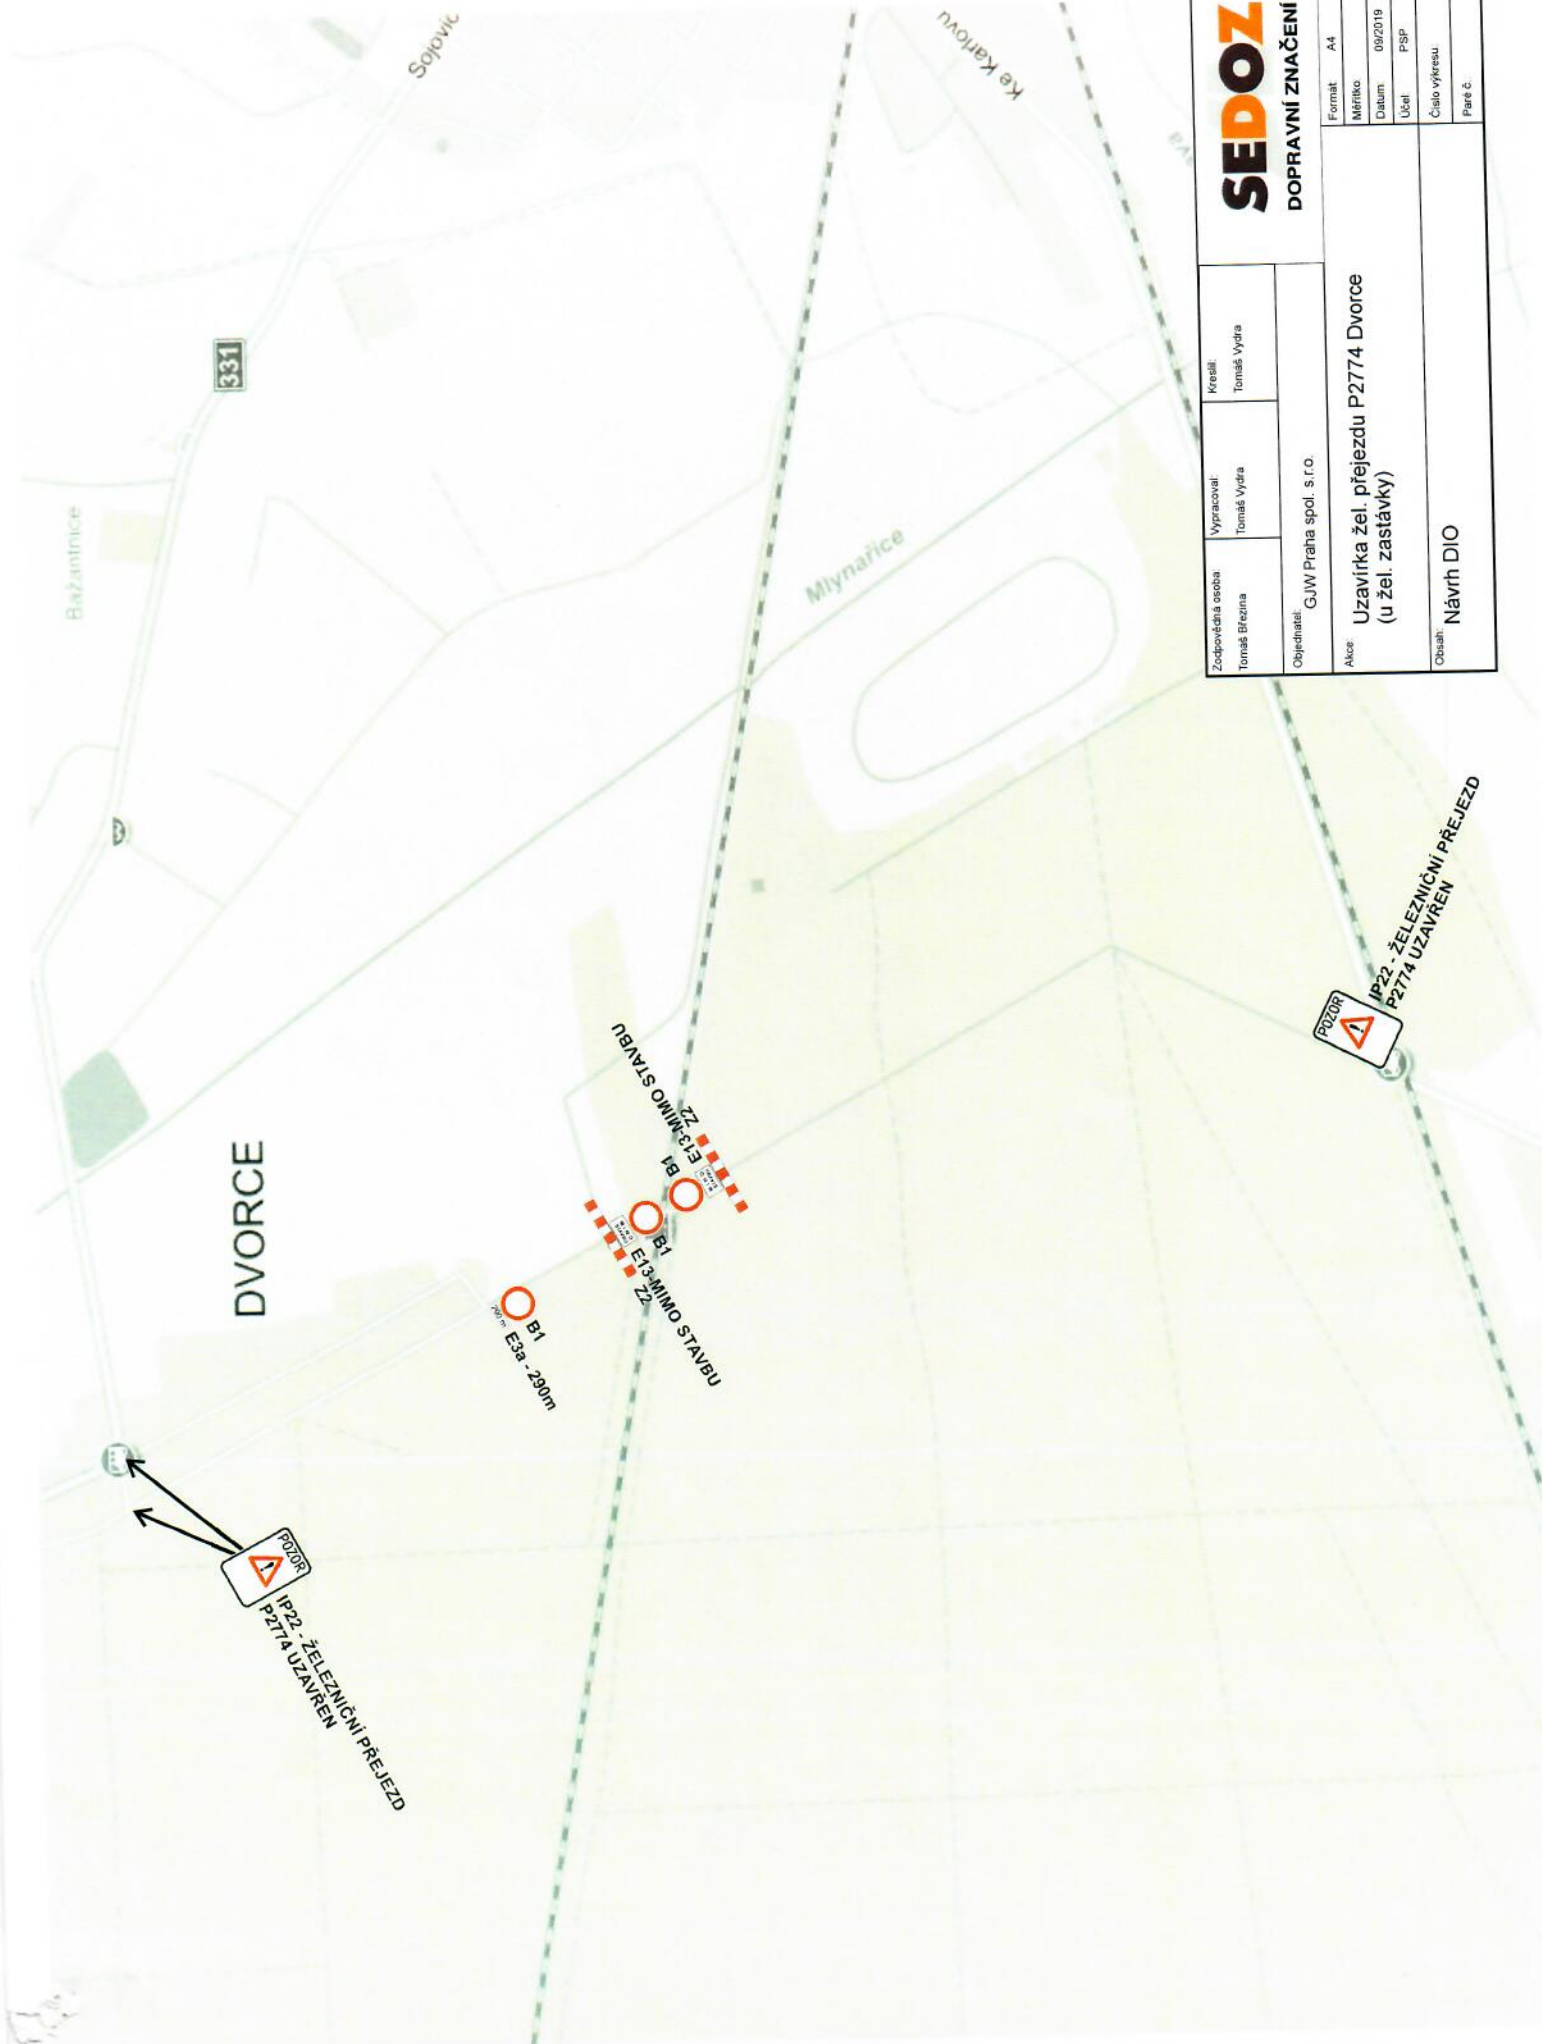 Bažantnice
331
Sojovic
Ke Karlovu
Mlynařice
DVORCE
POZOR
IP22 - ŽELEZNIČNÍ PŘEJEZD
P2774 UZAVŘEN
B1
E3a - 290m
B1
E13-MIMO STAVBU
Z2
B1
E13-MIMO STAVBU
Z2
POZOR
IP22 - ŽELEZNIČNÍ PŘEJEZD
P2774 UZAVŘEN
Zodpovědná osoba:
Tomáš Březina
Vypracoval:
Tomáš Vydra
Kreslil:
Tomáš Vydra
SEDOZ
DOPRAVNÍ ZNAČENÍ
Objednatel:
GJW Praha spol. s.r.o.
Akce:
Uzavírka žel. přejezdu P2774 Dvorce
(u žel. zastávky)
Formát A4
Měřítko:
Datum: 09/2019
Účel: PSP
Obsah:
Návrh DIO
Číslo výkresu:
Paré č.